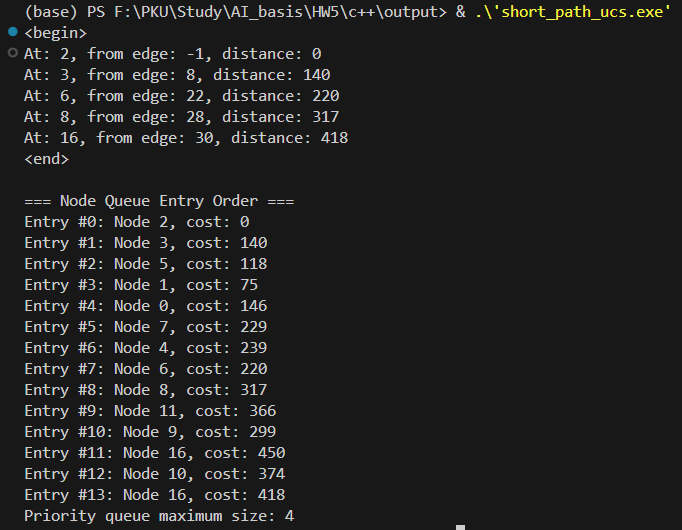 (base) PS F:\PKU\Study\AI_basis\HW5\c++\output> & .\'short_path_ucs.exe'
<begin>
At: 2, from edge: -1, distance: 0
At: 3, from edge: 8, distance: 140
At: 6, from edge: 22, distance: 220
At: 8, from edge: 28, distance: 317
At: 16, from edge: 30, distance: 418
<end>

=== Node Queue Entry Order ===
Entry #0: Node 2, cost: 0
Entry #1: Node 3, cost: 140
Entry #2: Node 5, cost: 118
Entry #3: Node 1, cost: 75
Entry #4: Node 0, cost: 146
Entry #5: Node 7, cost: 229
Entry #6: Node 4, cost: 239
Entry #7: Node 6, cost: 220
Entry #8: Node 8, cost: 317
Entry #9: Node 11, cost: 366
Entry #10: Node 9, cost: 299
Entry #11: Node 16, cost: 450
Entry #12: Node 10, cost: 374
Entry #13: Node 16, cost: 418
Priority queue maximum size: 4